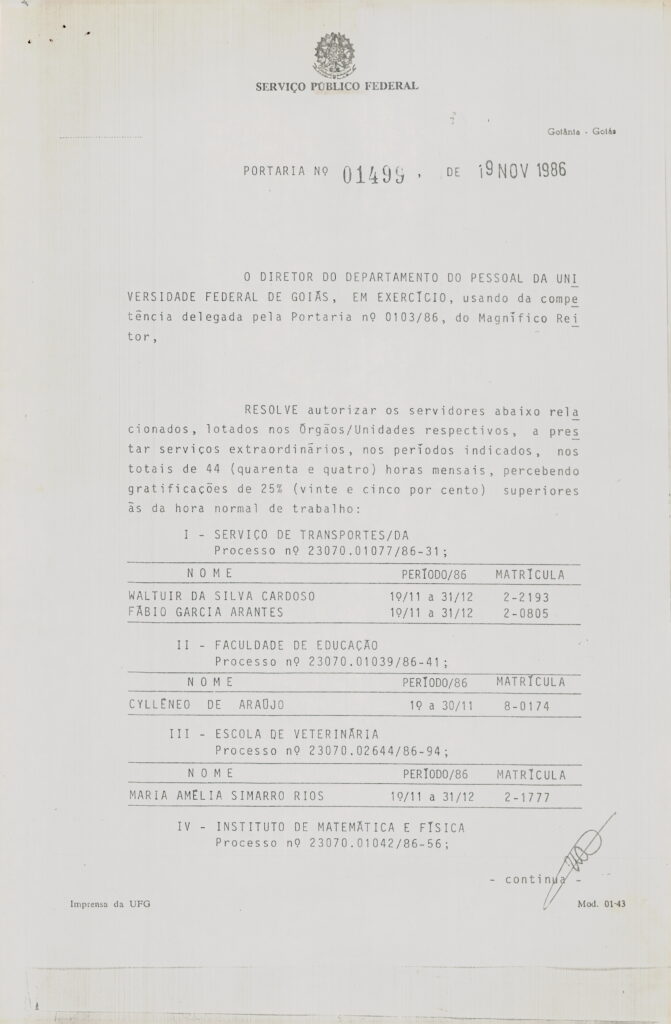 SERVIÇO PÚBLICO FEDERAL
Goiânia - Goiás
PORTARIA Nº 01499, DE 19 NOV 1986
O DIRETOR DO DEPARTAMENTO DO PESSOAL DA UNI
VERSIDADE FEDERAL DE GOIÁS, EM EXERCÍCIO, usando da compe
tência delegada pela Portaria nº 0103/86, do Magnífico Rei
tor,
RESOLVE autorizar os servidores abaixo rela
cionados, lotados nos Órgãos/Unidades respectivos, a pres
tar serviços extraordinários, nos períodos indicados, nos
totais de 44 (quarenta e quatro) horas mensais, percebendo
gratificações de 25% (vinte e cinco por cento) superiores
às da hora normal de trabalho:
I - SERVIÇO DE TRANSPORTES/DA
Processo nº 23070.01077/86-31;
N O M E PERÍODO/86 MATRÍCULA
WALTUIR DA SILVA CARDOSO 1º/11 a 31/12 2-2193
FÁBIO GARCIA ARANTES 1º/11 a 31/12 2-0805
II - FACULDADE DE EDUCAÇÃO
Processo nº 23070.01039/86-41;
N O M E PERÍODO/86 MATRÍCULA
CYLLÊNEO DE ARAÚJO 1º a 30/11 8-0174
III - ESCOLA DE VETERINÁRIA
Processo nº 23070.02644/86-94;
N O M E PERÍODO/86 MATRÍCULA
MARIA AMÉLIA SIMARRO RIOS 1º/11 a 31/12 2-1777
IV - INSTITUTO DE MATEMÁTICA E FÍSICA
Processo nº 23070.01042/86-56;
- continua -
Imprensa da UFG Mod. 01-43